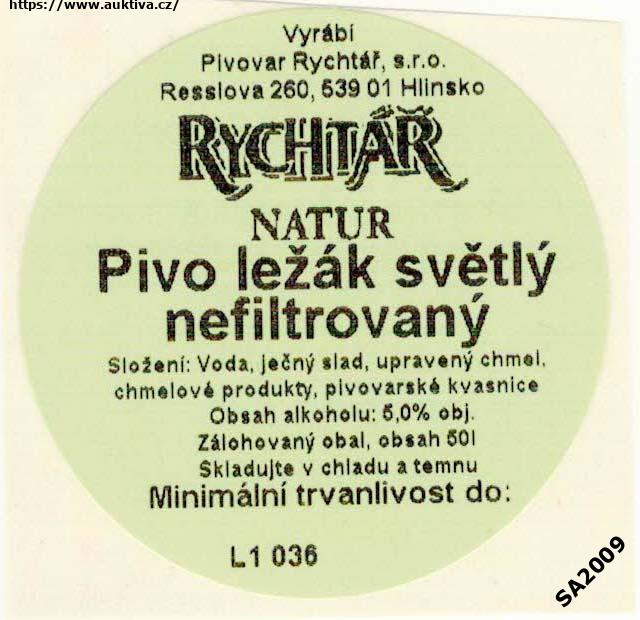 https://www.auktiva.cz/
Vyrábí
Pivovar Rychtář, s.r.o.
Resslova 260, 539 01 Hlinsko
RYCHTÁŘ
NATUR
Pivo ležák světlý
nefiltrovaný
Složení: Voda, ječný slad, upravený chmel,
chmelové produkty, pivovarské kvasnice
Obsah alkoholu: 5,0% obj.
Zálohovaný obal, obsah 50l
Skladujte v chladu a temnu
Minimální trvanlivost do:
L1 036
SA2009